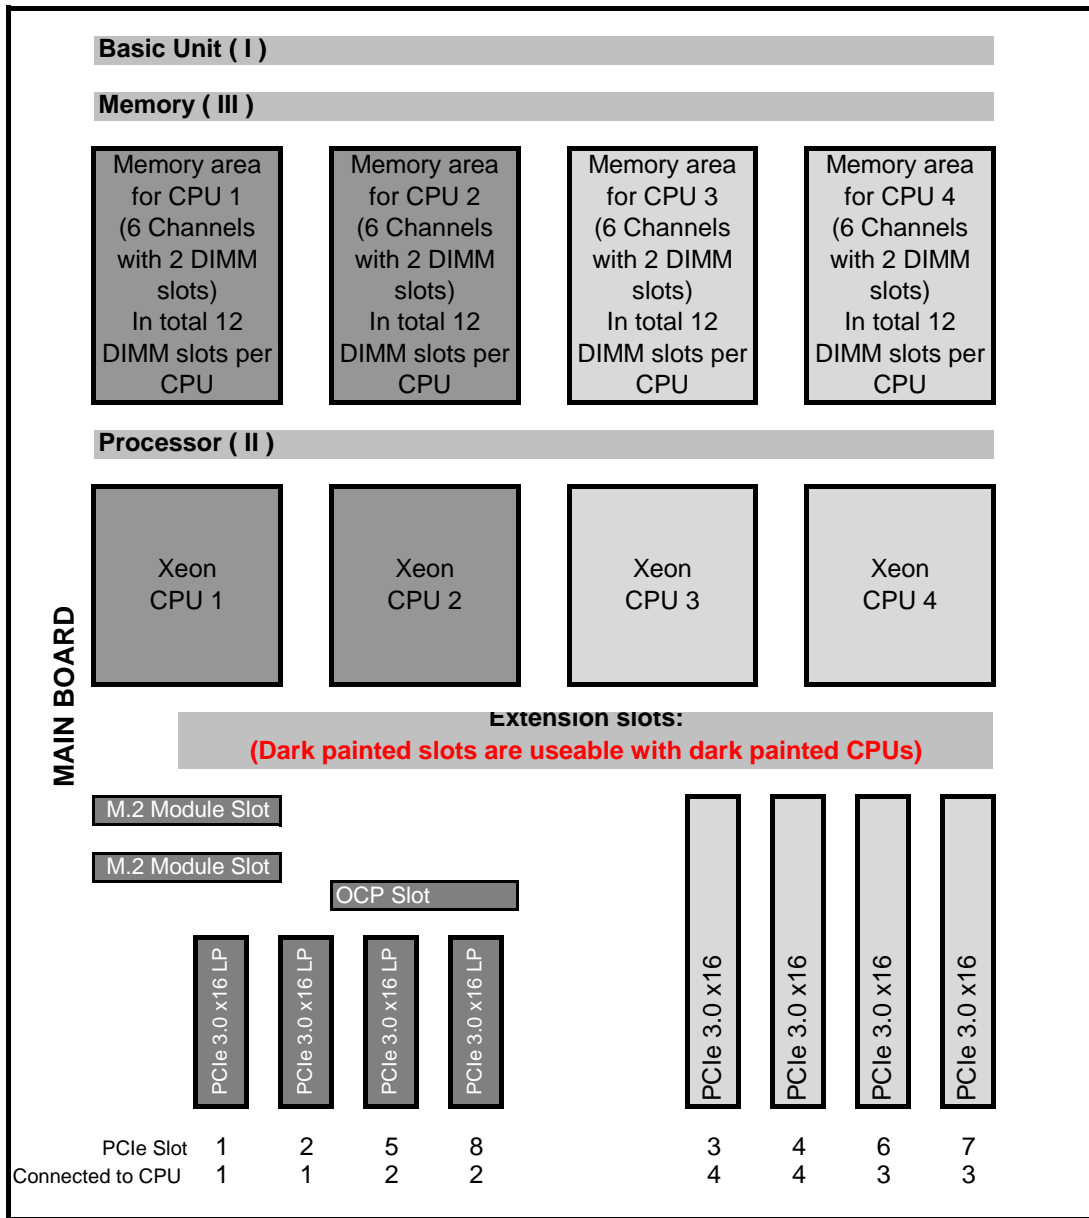 Basic Unit ( I )
Memory ( III )
Memory area
for CPU 1
(6 Channels
with 2 DIMM
slots)
In total 12
DIMM slots per
CPU
Memory area
for CPU 2
(6 Channels
with 2 DIMM
slots)
In total 12
DIMM slots per
CPU
Memory area
for CPU 3
(6 Channels
with 2 DIMM
slots)
In total 12
DIMM slots per
CPU
Memory area
for CPU 4
(6 Channels
with 2 DIMM
slots)
In total 12
DIMM slots per
CPU
Processor ( II )
Xeon
CPU 1
Xeon
CPU 2
Xeon
CPU 3
Xeon
CPU 4
MAIN BOARD
Extension slots:
(Dark painted slots are useable with dark painted CPUs)
M.2 Module Slot
M.2 Module Slot
OCP Slot
PCIe 3.0 x16 LP
PCIe 3.0 x16 LP
PCIe 3.0 x16 LP
PCIe 3.0 x16 LP
PCIe 3.0 x16
PCIe 3.0 x16
PCIe 3.0 x16
PCIe 3.0 x16
PCIe Slot 1 2 5 8 3 4 6 7
Connected to CPU 1 1 2 2 4 4 3 3